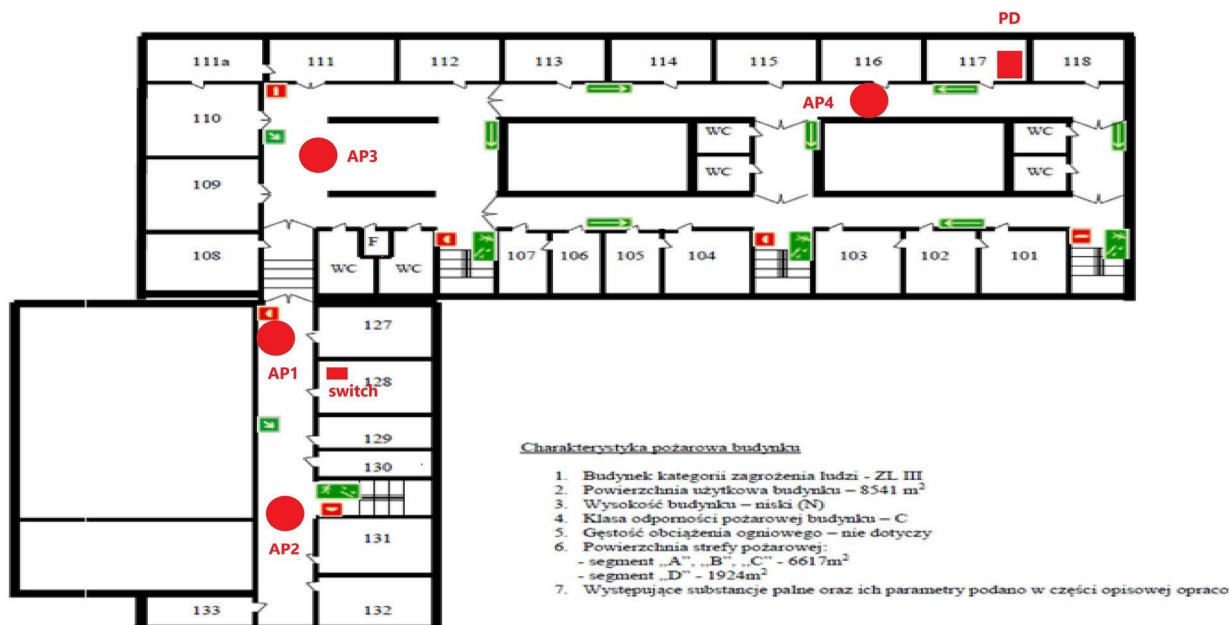 PD
111a 111 112 113 114 115 116 117 118
AP4
110
WC WC
AP3
WC WC
109
F
108 WC WC 107 106 105 104 103 102 101
127
AP1
128
switch
129
130
131
AP2
133 132
Charakterystyka pożarowa budynku
1. Budynek kategorii zagrożenia ludzi - ZL III
2. Powierzchnia użytkowa budynku – 8541 m²
3. Wysokość budynku – niski (N)
4. Klasa odporności pożarowej budynku – C
5. Gęstość obciążenia ogniowego – nie dotyczy
6. Powierzchnia strefy pożarowej:
- segment „A”, „B”, „C” - 6617m²
- segment „D” - 1924m²
7. Występujące substancje palne oraz ich parametry podano w części opisowej opraco